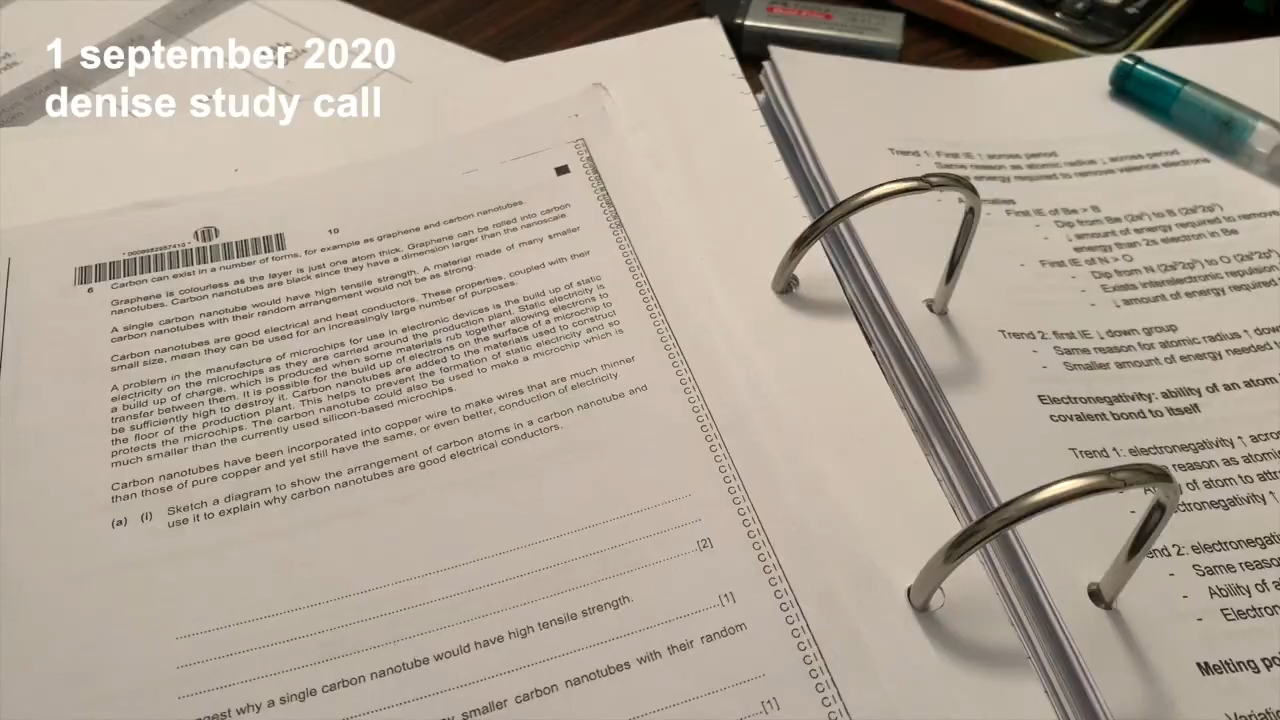 1 september 2020
denise study call
10
6 Carbon can exist in a number of forms, for example as graphene and carbon nanotubes.
Graphene is colourless as the layer is just one atom thick. Graphene can be rolled into carbon
nanotubes. Carbon nanotubes are black since they have a dimension larger than the nanoscale.
A single carbon nanotube would have high tensile strength. A material made of many smaller
carbon nanotubes with their random arrangement would not be as strong.
Carbon nanotubes are good electrical and heat conductors. These properties, coupled with their
small size, mean they can be used for an increasingly large number of purposes.
A problem in the manufacture of microchips for use in electronic devices is the build up of static
electricity on the microchips as they are carried around the production plant. Static electricity is
a build up of charge, which is produced when some materials rub together allowing electrons to
transfer between them. It is possible for the build up of electrons on the surface of a microchip to
be sufficiently high to destroy it. Carbon nanotubes are added to the materials used to construct
the floor of the production plant. This helps to prevent the formation of static electricity and so
protects the microchips. The carbon nanotube could also be used to make a microchip which is
much smaller than the currently used silicon-based microchips.
Carbon nanotubes have been incorporated into copper wire to make wires that are much thinner
than those of pure copper and yet still have the same, or even better, conduction of electricity.
(a) (i) Sketch a diagram to show the arrangement of carbon atoms in a carbon nanotube and
use it to explain why carbon nanotubes are good electrical conductors.
[2]
why a single carbon nanotube would have high tensile strength.
[1]
smaller carbon nanotubes with their random
[1]
Trend 1: First IE ↑ across period
- Same reason as atomic radius ↓ across period
energy required to remove valence electrons
- First IE of Be > B
- Dip from Be (2s²) to B (2s²2p¹)
- ↓ amount of energy required to remove
energy than 2s electron in Be
- First IE of N > O
- Dip from N (2s²2p³) to O (2s²2p⁴)
- Exists interelectronic repulsion
- ↓ amount of energy required
Trend 2: first IE ↓ down group
- Same reason for atomic radius ↑
- Smaller amount of energy needed
Electronegativity: ability of an atom
covalent bond to itself
Trend 1: electronegativity ↑
reason as atomic
of atom to
2: electronegati
- Same
- Ability of
-
Melting